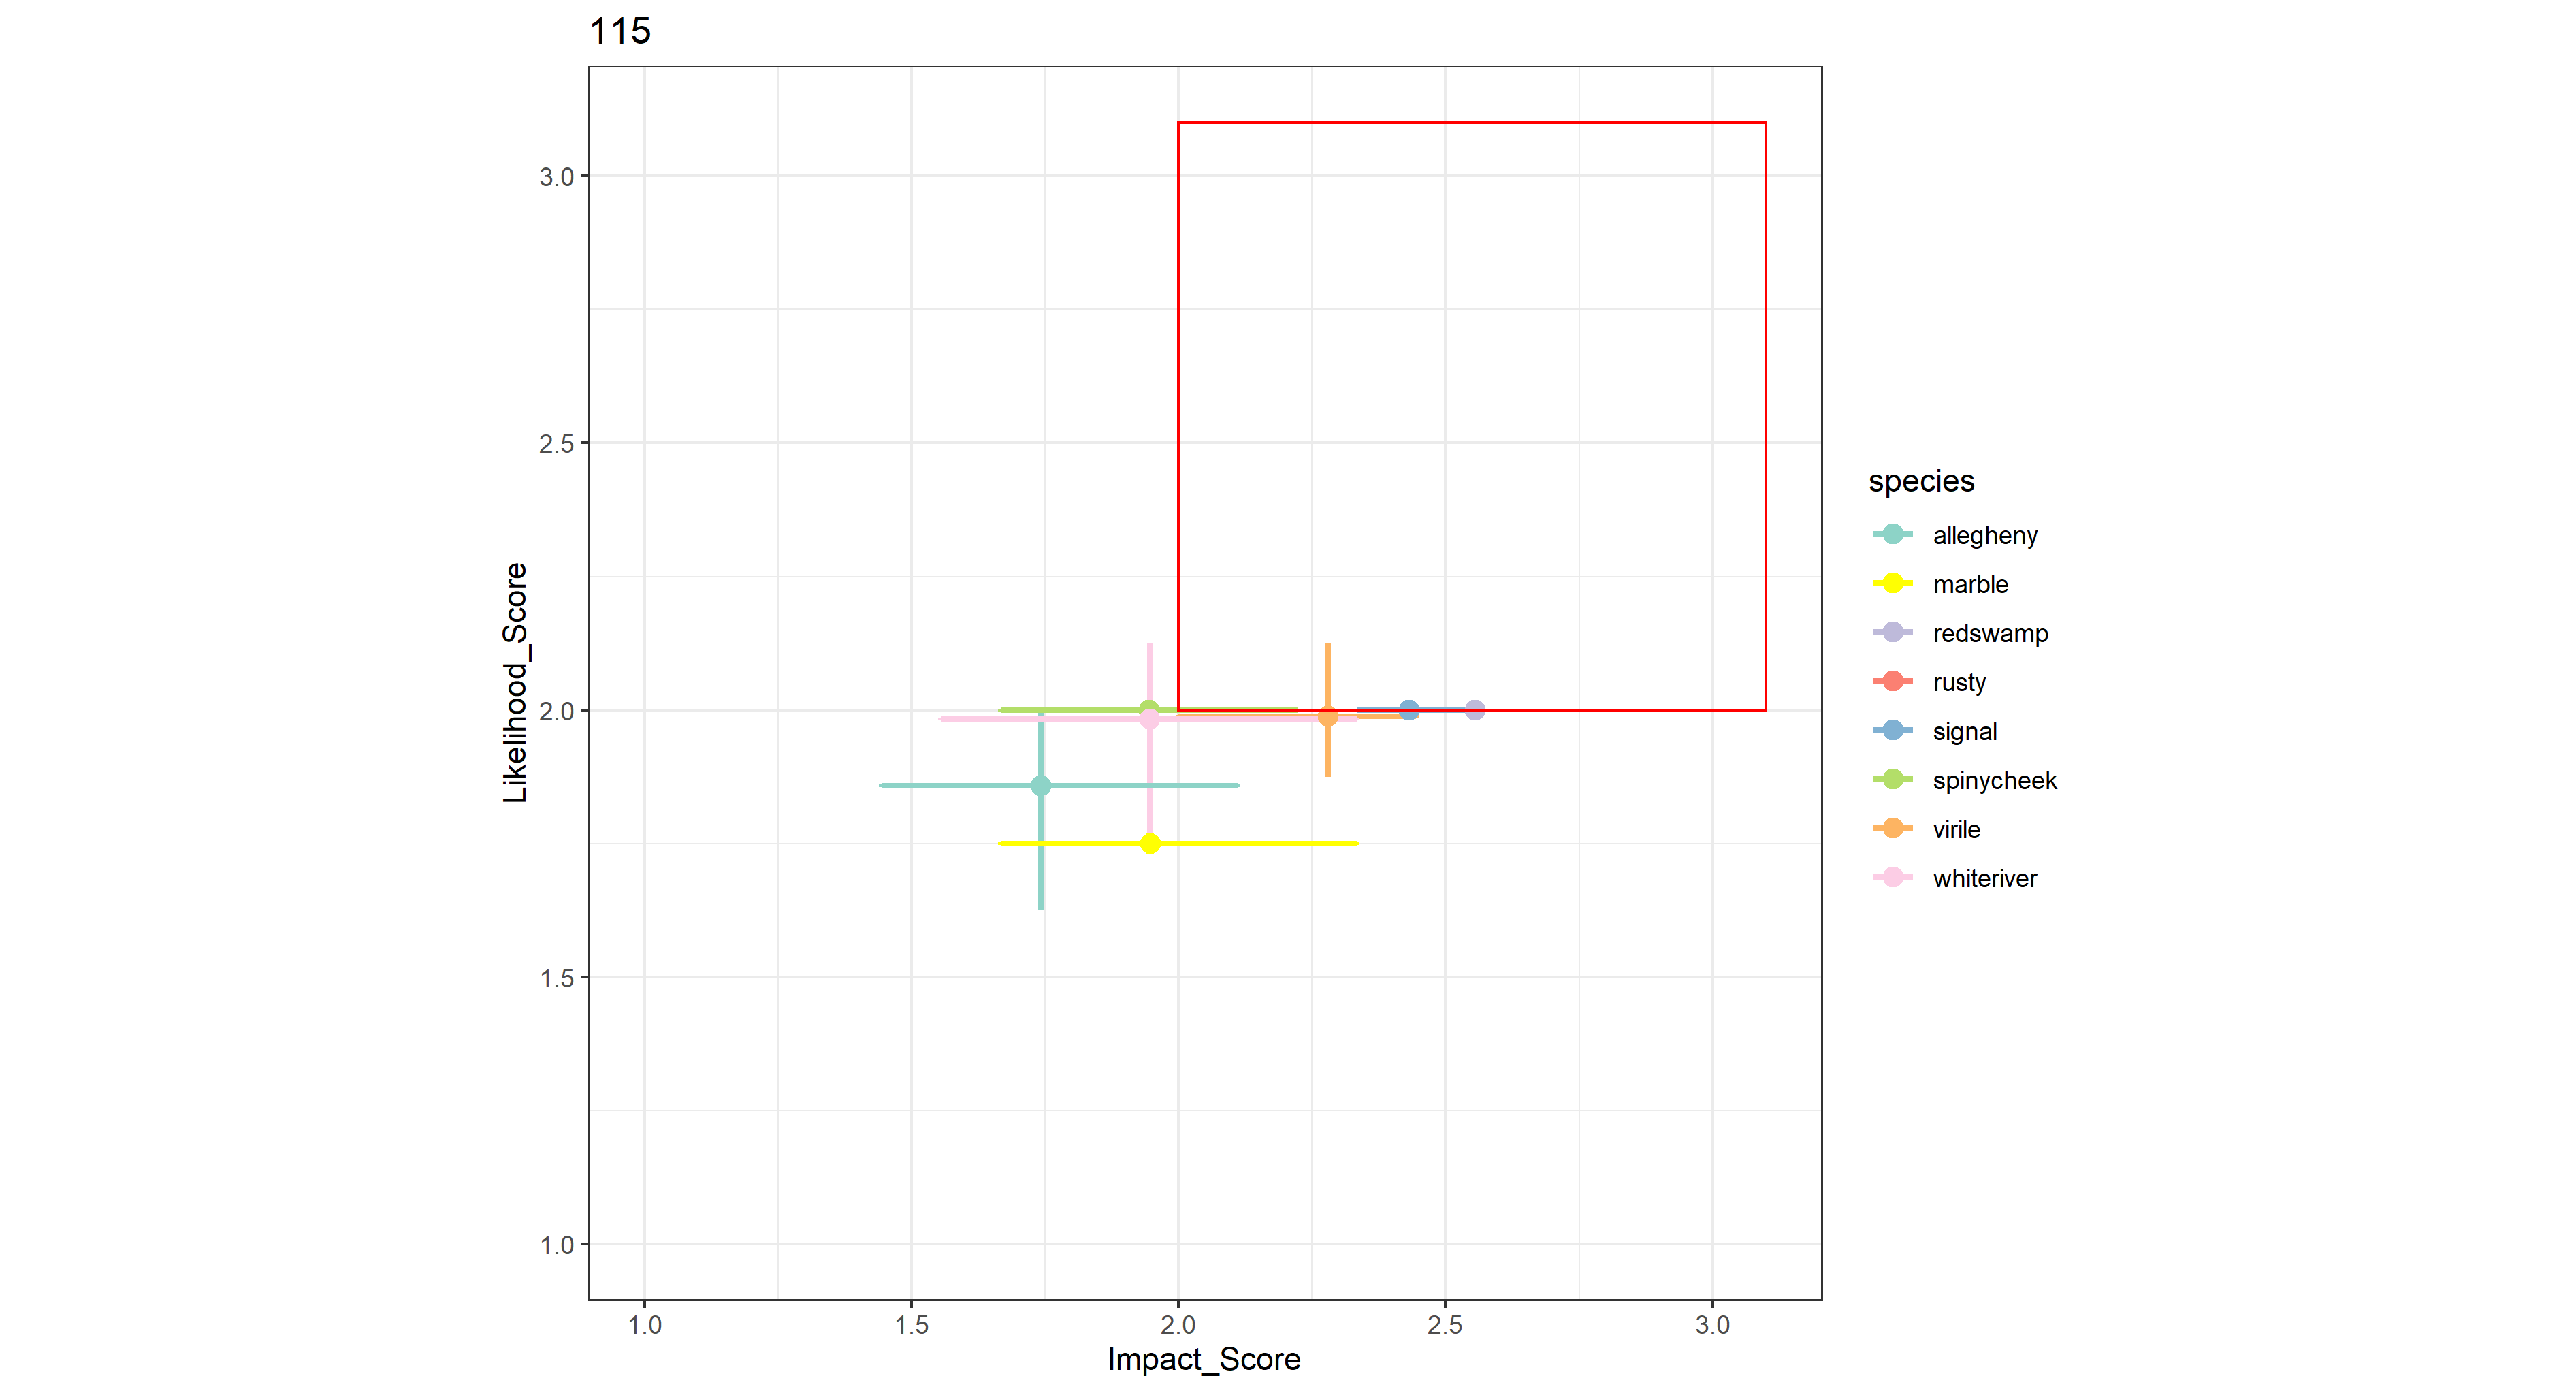 115
Likelihood_Score
3.0
2.5
2.0
1.5
1.0
1.0 1.5 2.0 2.5 3.0
Impact_Score
species
allegheny
marble
redswamp
rusty
signal
spinycheek
virile
whiteriver